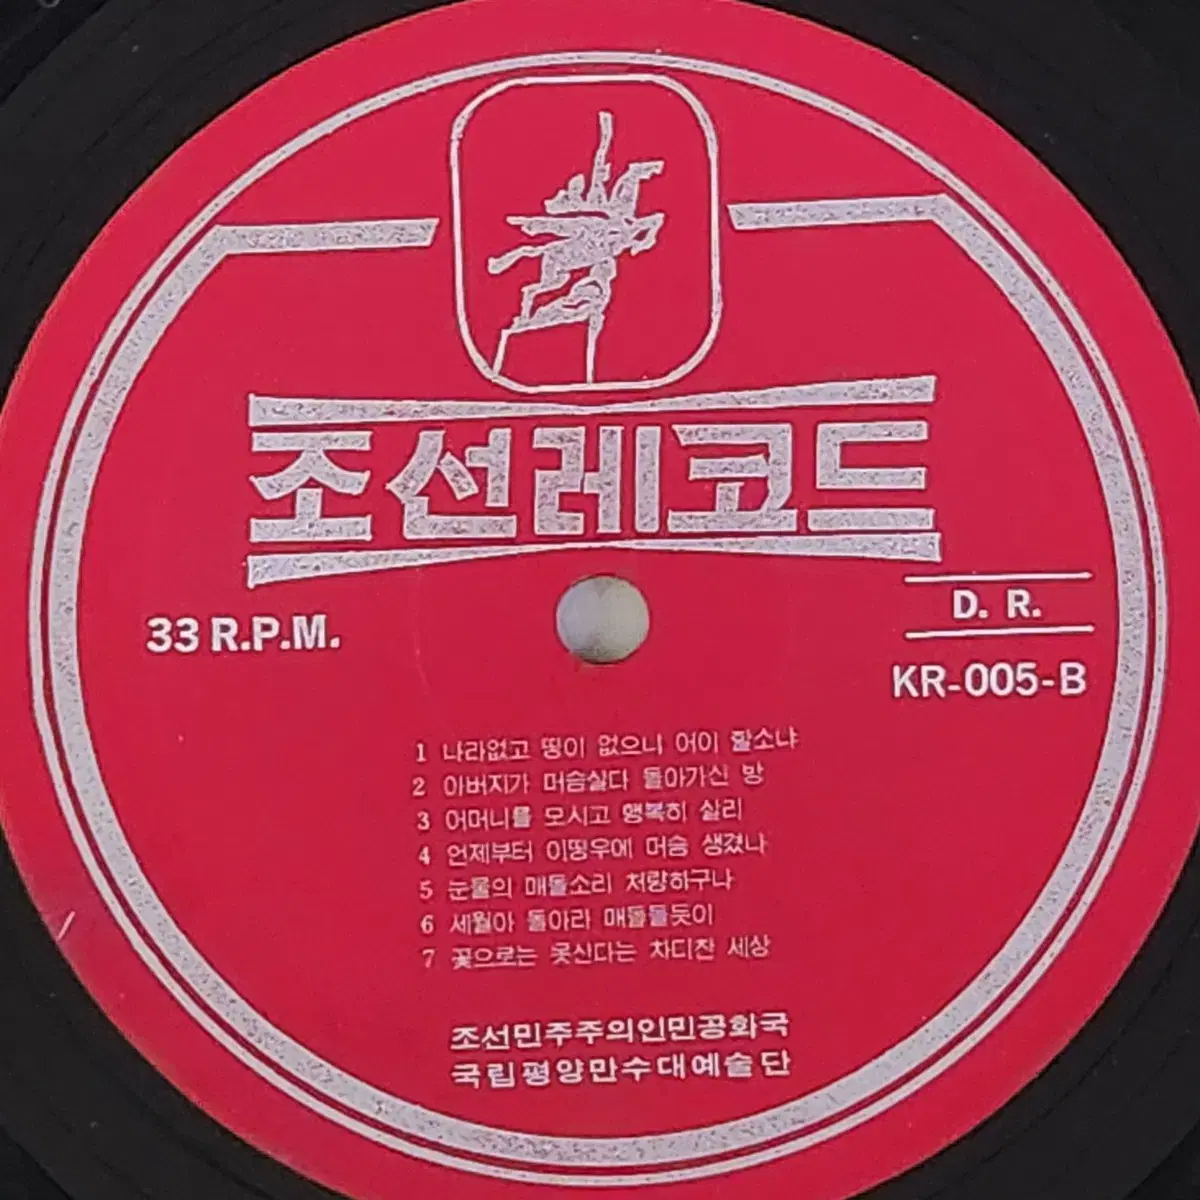 조선레코드
33 R.P.M.
D. R.
KR-005-B
1 나라없고 땅이 없으니 어이 할소냐
2 아버지가 머슴살다 돌아가신 방
3 어머니를 모시고 행복히 살리
4 언제부터 이땅우에 머슴 생겼나
5 눈물의 매돌소리 처량하구나
6 세월아 돌아라 매돌돌듯이
7 꽃으로는 못산다는 차디찬 세상
조선민주주의인민공화국
국립평양만수대예술단